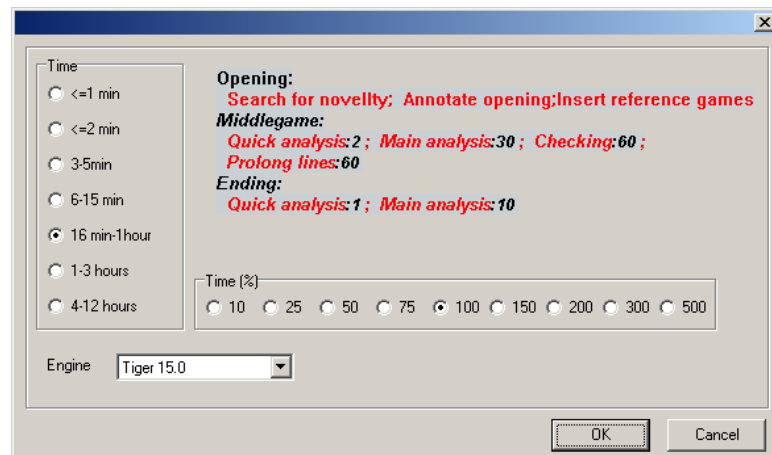 Time
<=1 min
<=2 min
3-5min
6-15 min
16 min-1hour
1-3 hours
4-12 hours
Opening:
Search for novellty; Annotate opening;Insert reference games
Middlegame:
Quick analysis:2 ; Main analysis:30 ; Checking:60 ;
Prolong lines:60
Ending:
Quick analysis:1 ; Main analysis:10
Time (%)
10 25 50 75 100 150 200 300 500
Engine Tiger 15.0
OK Cancel